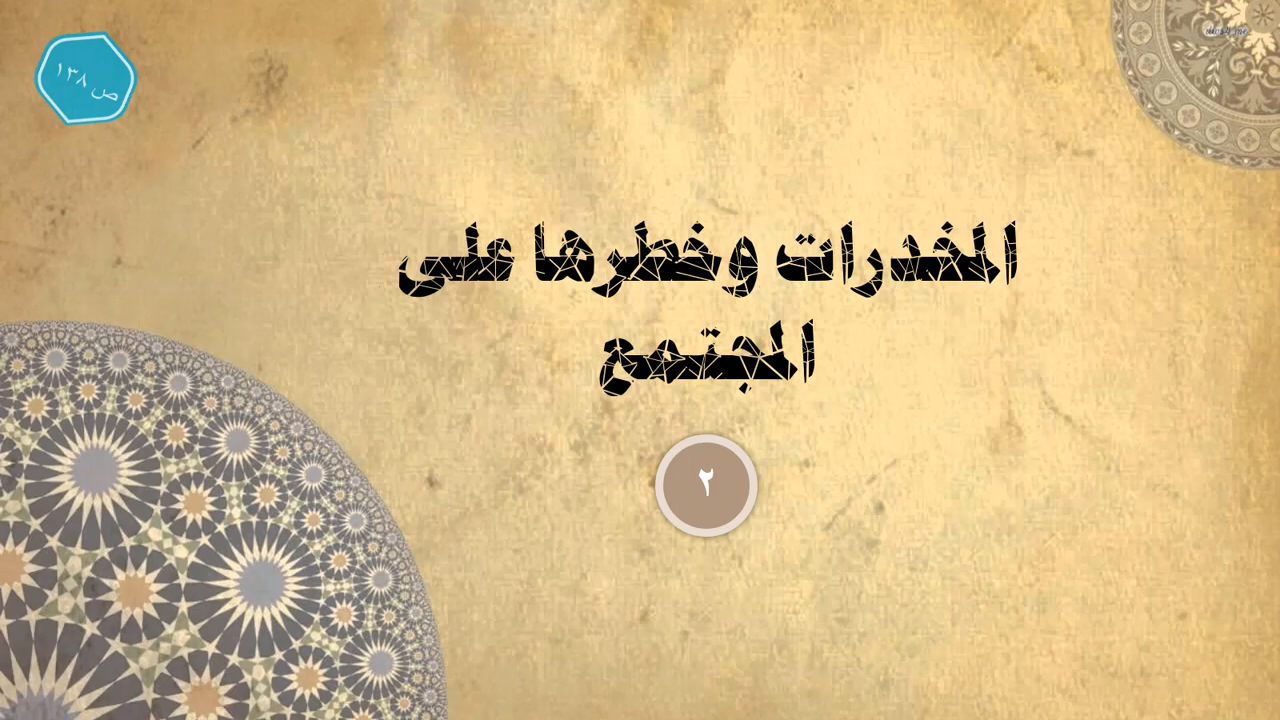 ص ١٣٨
المخدرات وخطرها على
المجتمع
٢